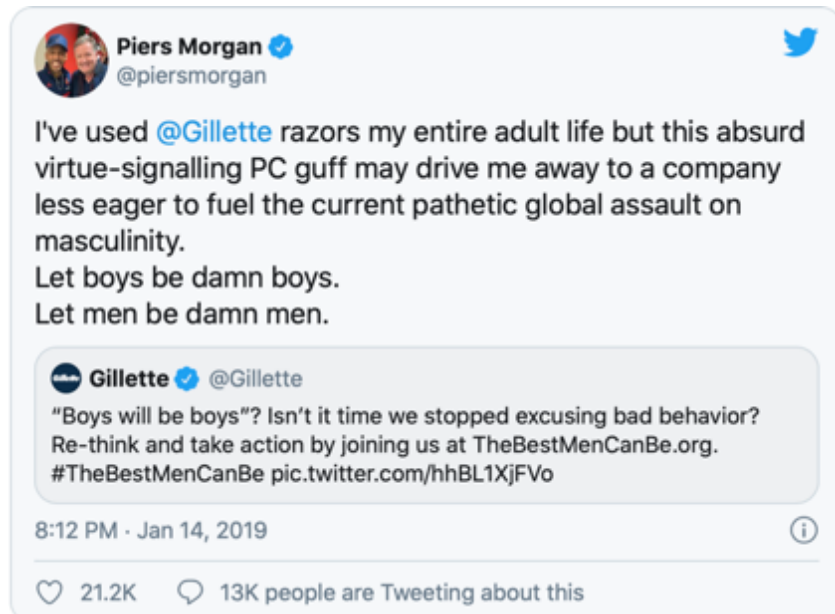 Piers Morgan
@piersmorgan
I've used @Gillette razors my entire adult life but this absurd
virtue-signalling PC guff may drive me away to a company
less eager to fuel the current pathetic global assault on
masculinity.
Let boys be damn boys.
Let men be damn men.
Gillette @Gillette
“Boys will be boys”? Isn’t it time we stopped excusing bad behavior?
Re-think and take action by joining us at TheBestMenCanBe.org.
#TheBestMenCanBe pic.twitter.com/hhBL1XjFVo
8:12 PM · Jan 14, 2019
21.2K 13K people are Tweeting about this